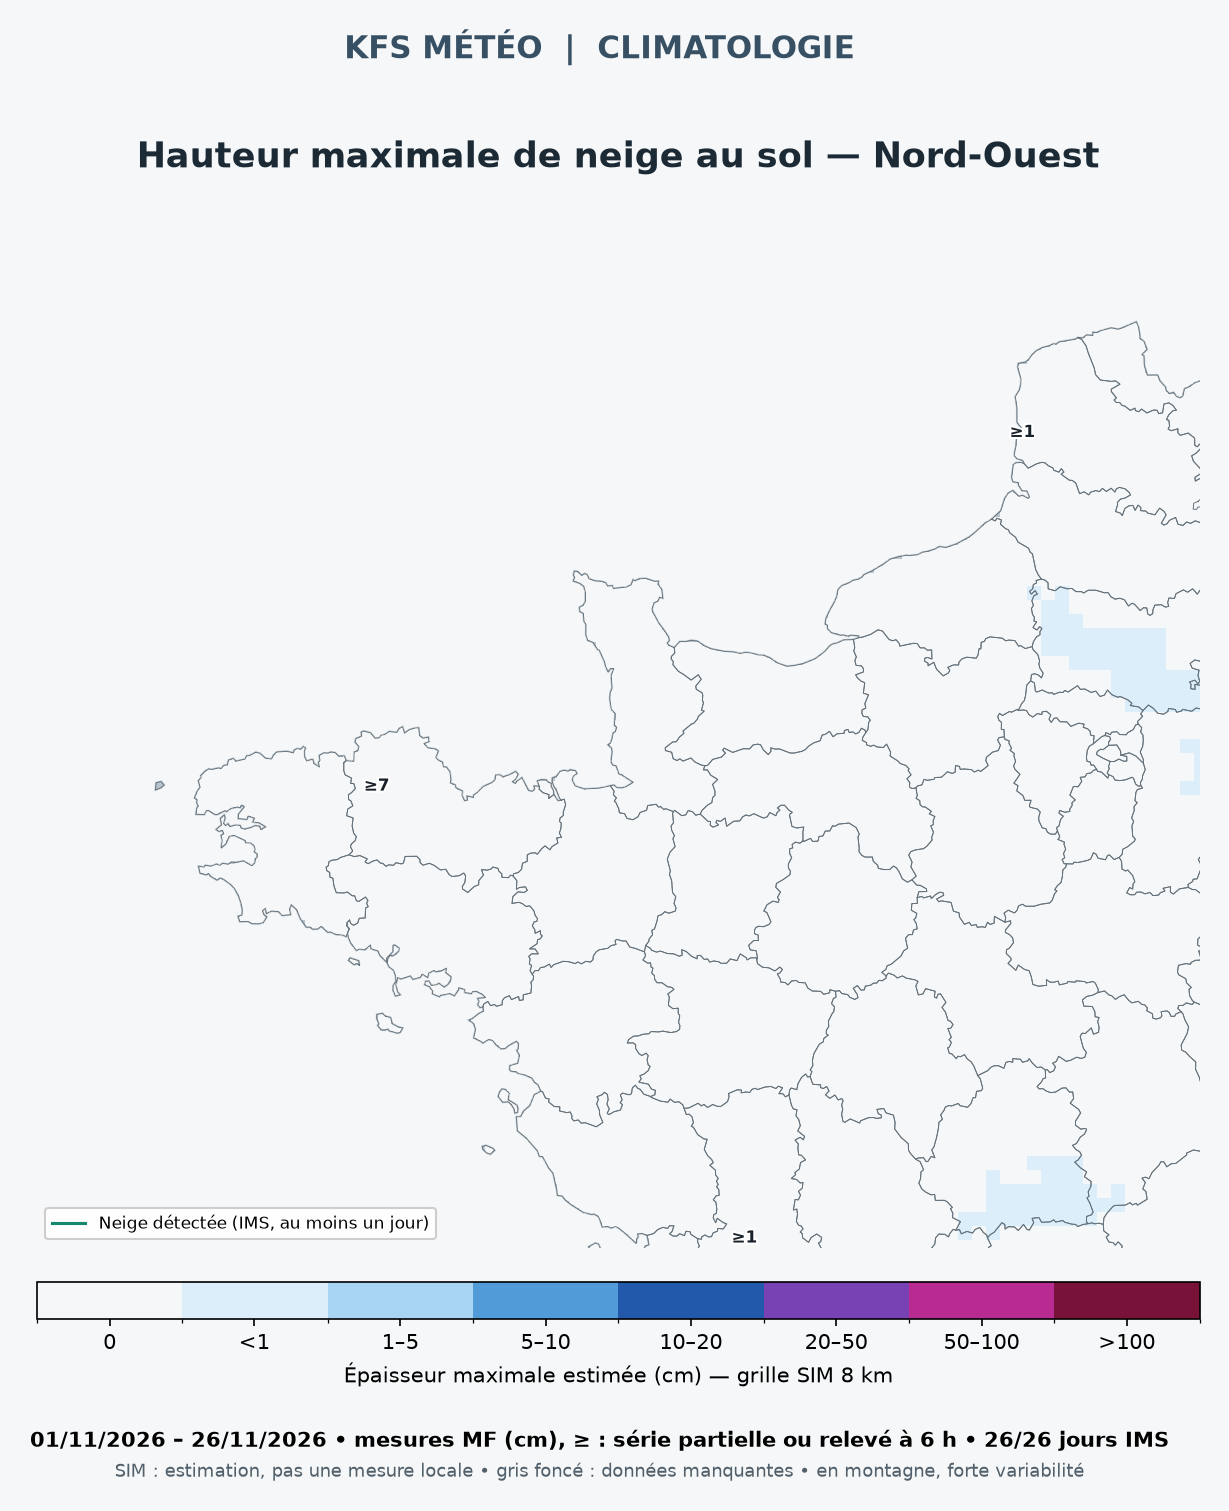 KFS MÉTÉO | CLIMATOLOGIE
Hauteur maximale de neige au sol — Nord-Ouest
≥1
≥7
≥1
Neige détectée (IMS, au moins un jour)
0 <1 1–5 5–10 10–20 20–50 50–100 >100
Épaisseur maximale estimée (cm) — grille SIM 8 km
01/11/2026 – 26/11/2026 • mesures MF (cm), ≥ : série partielle ou relevé à 6 h • 26/26 jours IMS
SIM : estimation, pas une mesure locale • gris foncé : données manquantes • en montagne, forte variabilité